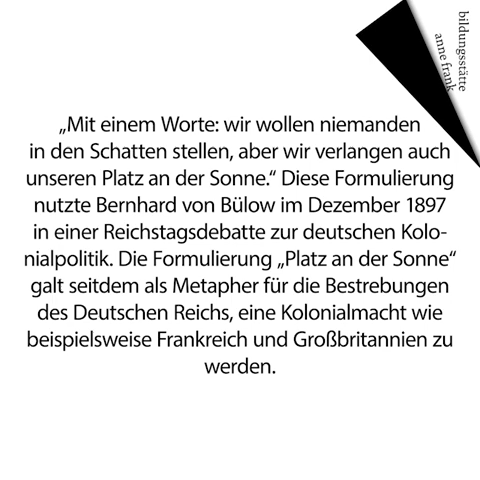 bildungsstätte
anne frank
„Mit einem Worte: wir wollen niemanden
in den Schatten stellen, aber wir verlangen auch
unseren Platz an der Sonne.“ Diese Formulierung
nutzte Bernhard von Bülow im Dezember 1897
in einer Reichstagsdebatte zur deutschen Kolo-
nialpolitik. Die Formulierung „Platz an der Sonne“
galt seitdem als Metapher für die Bestrebungen
des Deutschen Reichs, eine Kolonialmacht wie
beispielsweise Frankreich und Großbritannien zu
werden.